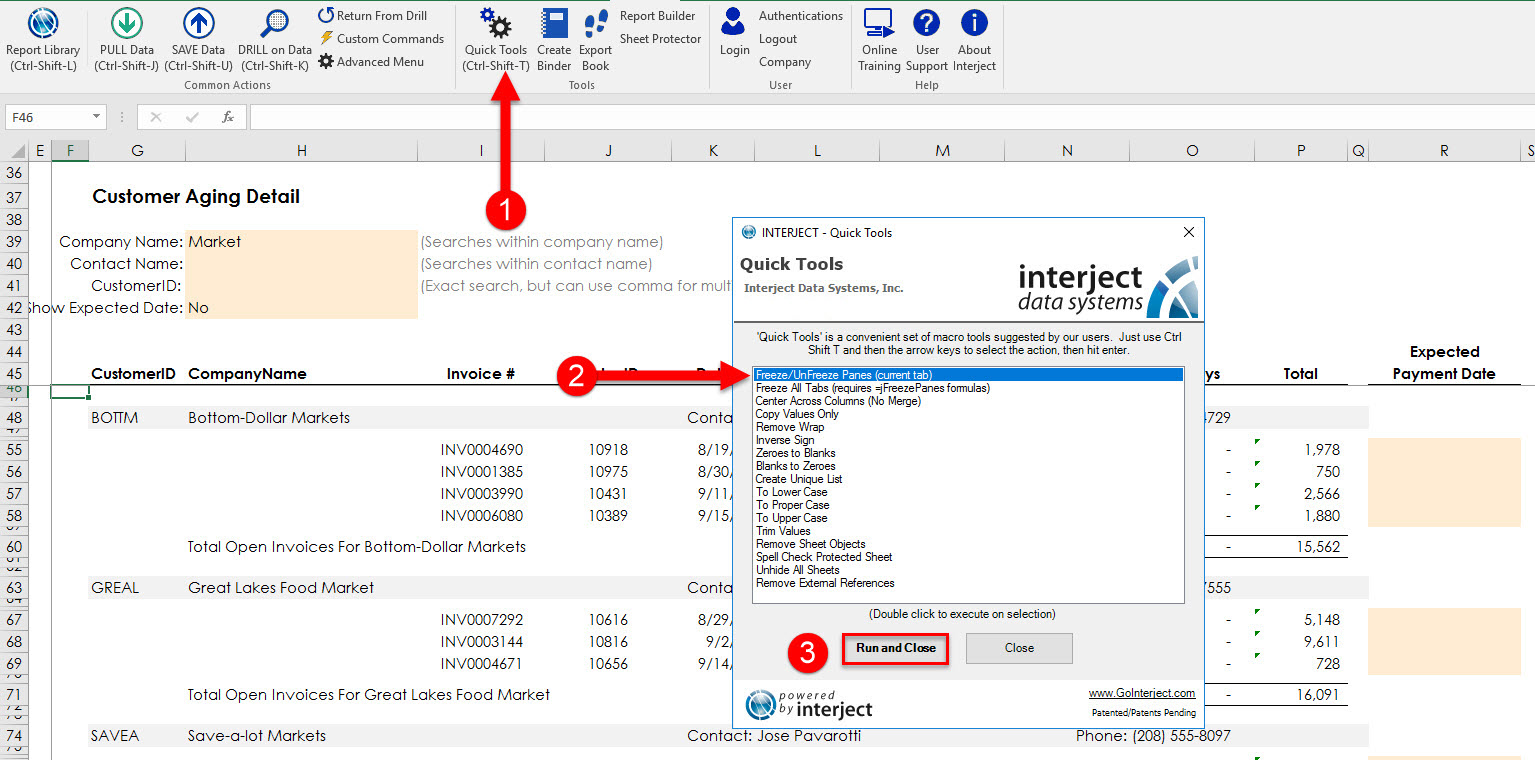 Report Library
(Ctrl-Shift-L)
PULL Data
(Ctrl-Shift-J)
SAVE Data
(Ctrl-Shift-U)
DRILL on Data
(Ctrl-Shift-K)
Return From Drill
Custom Commands
Advanced Menu
Common Actions
Quick Tools
(Ctrl-Shift-T)
Create
Binder
Export
Book
Report Builder
Sheet Protector
Tools
Login
Authentications
Logout
Company
User
Online
Training
User
Support
About
Interject
Help
F46
fx
E F G H I J K L M N O P Q R S
36
37 Customer Aging Detail
38
39 Company Name: Market (Searches within company name)
40 Contact Name: (Searches within contact name)
41 CustomerID: (Exact search, but can use comma for mult
42 Show Expected Date: No
43
44 Expected
45 CustomerID CompanyName Invoice # ys Total Payment Date
48 BOTTM Bottom-Dollar Markets Conta 4729
55 INV0004690 10918 8/19/ - 1,978
56 INV0001385 10975 8/30/ - 750
57 INV0003990 10431 9/11/ - 2,566
58 INV0006080 10389 9/15/ - 1,880
60 Total Open Invoices For Bottom-Dollar Markets - 15,562
63 GREAL Great Lakes Food Market Conta 7555
67 INV0007292 10616 8/29/ - 5,148
68 INV0003144 10816 9/2/ - 9,611
69 INV0004671 10656 9/14/ - 728
71 Total Open Invoices For Great Lakes Food Market - 16,091
74 SAVEA Save-a-lot Markets Contact: Jose Pavarotti Phone: (208) 555-8097
1
2
3
INTERJECT - Quick Tools
Quick Tools
Interject Data Systems, Inc.
interject
data systems
'Quick Tools' is a convenient set of macro tools suggested by our users. Just use Ctrl
Shift T and then the arrow keys to select the action, then hit enter.
Freeze/UnFreeze Panes (current tab)
Freeze All Tabs (requires =jFreezePanes formulas)
Center Across Columns (No Merge)
Copy Values Only
Remove Wrap
Inverse Sign
Zeroes to Blanks
Blanks to Zeroes
Create Unique List
To Lower Case
To Proper Case
To Upper Case
Trim Values
Remove Sheet Objects
Spell Check Protected Sheet
Unhide All Sheets
Remove External References
(Double click to execute on selection)
Run and Close
Close
powered
by interject
www.GoInterject.com
Patented/Patents Pending